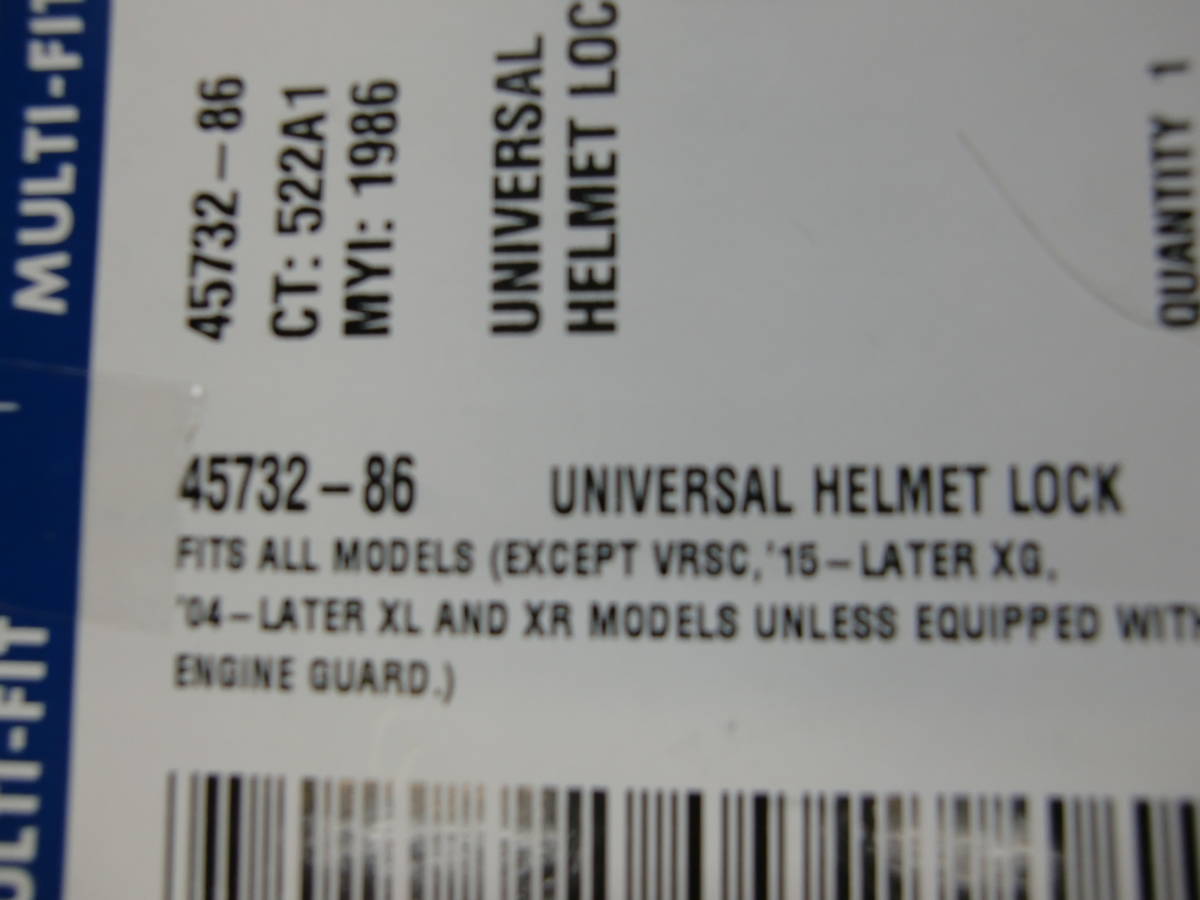 MULTI-FIT
45732-86
CT: 522A1
MYI: 1986
UNIVERSAL
HELMET LOC
QUANTITY 1
45732-86 UNIVERSAL HELMET LOCK
FITS ALL MODELS (EXCEPT VRSC,'15-LATER XG,
'04-LATER XL AND XR MODELS UNLESS EQUIPPED WITH
ENGINE GUARD.)
ULTI-FIT